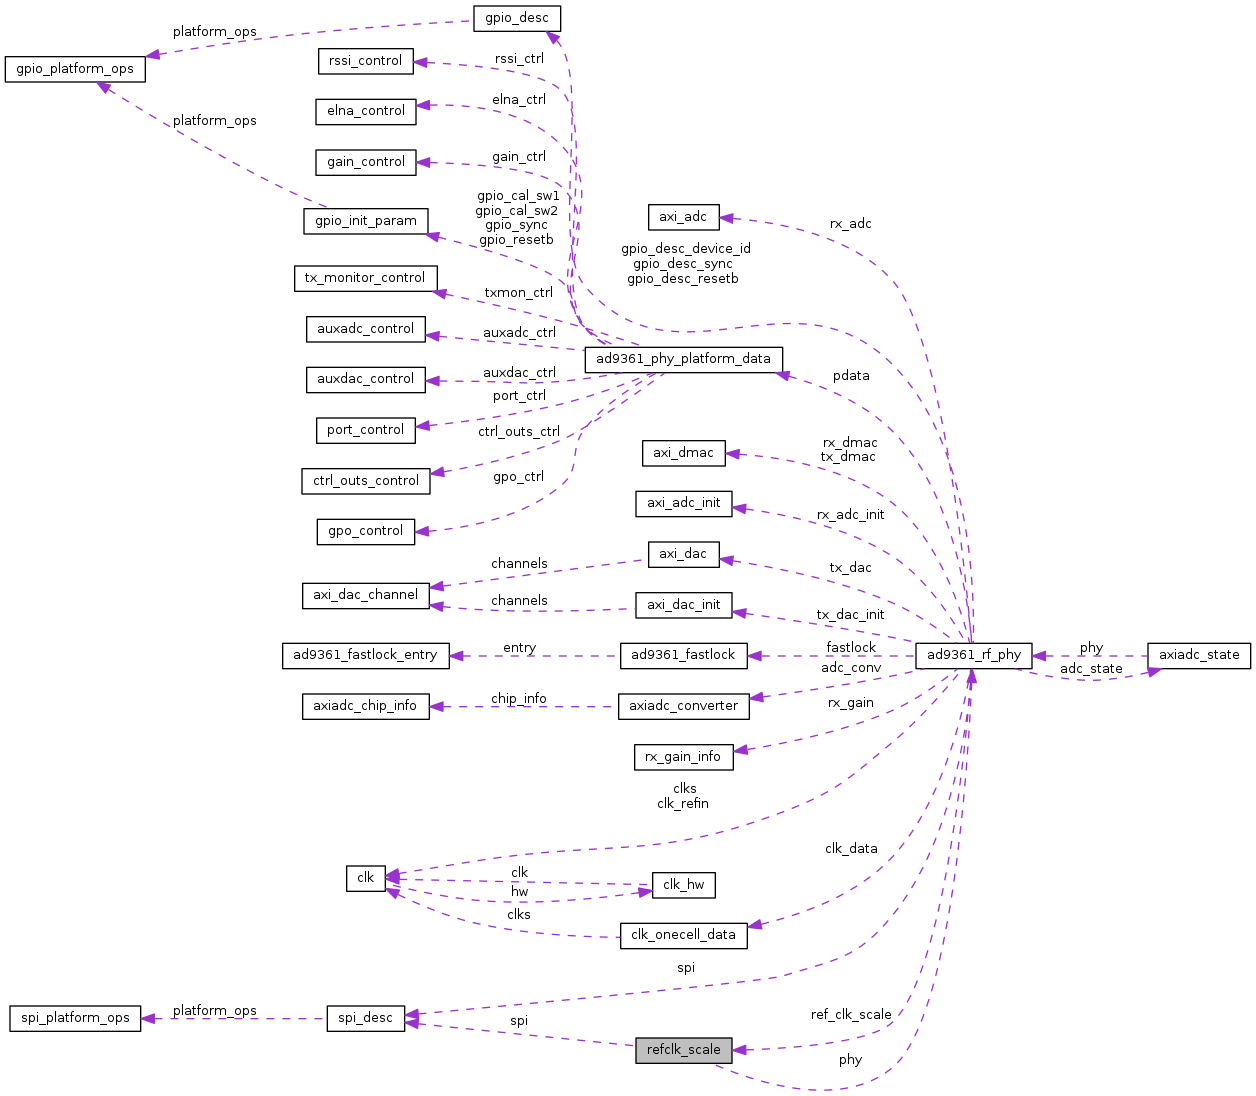 gpio_desc
platform_ops
rssi_control
rssi_ctrl
gpio_platform_ops
elna_ctrl
elna_control
platform_ops
gain_ctrl
gain_control
gpio_cal_sw1
gpio_cal_sw2
gpio_sync
gpio_resetb
gpio_init_param
axi_adc
rx_adc
gpio_desc_device_id
gpio_desc_sync
gpio_desc_resetb
tx_monitor_control
txmon_ctrl
auxadc_control
auxadc_ctrl
ad9361_phy_platform_data
auxdac_control
auxdac_ctrl
pdata
port_ctrl
port_control
ctrl_outs_ctrl
rx_dmac
tx_dmac
axi_dmac
ctrl_outs_control
gpo_ctrl
axi_adc_init
rx_adc_init
gpo_control
axi_dac
channels
tx_dac
axi_dac_channel
channels
axi_dac_init
tx_dac_init
ad9361_fastlock_entry
entry
ad9361_fastlock
fastlock
ad9361_rf_phy
phy
axiadc_state
adc_conv
adc_state
axiadc_chip_info
chip_info
axiadc_converter
rx_gain
rx_gain_info
clks
clk_refin
clk_data
clk
clk
clk_hw
hw
clks
clk_onecell_data
spi
spi_platform_ops
platform_ops
spi_desc
spi
ref_clk_scale
refclk_scale
phy